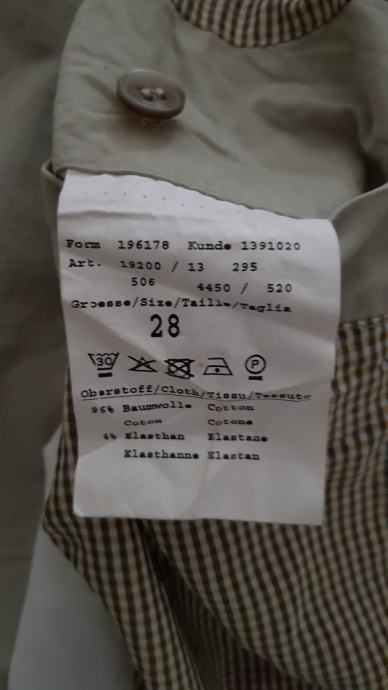 Form 196178 Kunde 1391020
Art. 19200 / 13 295
506 4450 / 520
Groesse/Size/Taille/Taglia
28
30 P
Oberstoff/Cloth/Tissu/Tessuto
96% Baumwolle Cotton
Coton Cotone
4% Elasthan Elastane
Elasthanne Elastan